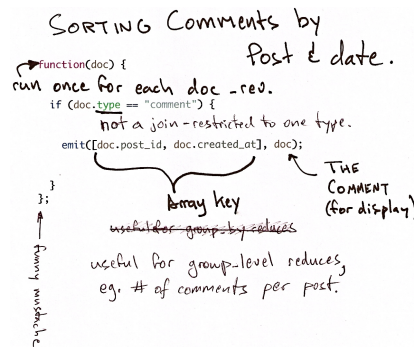 SORTING Comments by
Post & date.
function(doc) {
run once for each doc_rev.
if (doc.type == "comment") {
not a join - restricted to one type.
emit([doc.post_id, doc.created_at], doc);
THE
COMMENT
(for display)
Array Key
}
};
useful for group-by reduces
useful for group-level reduces,
eg. # of comments per post.
funny mustache